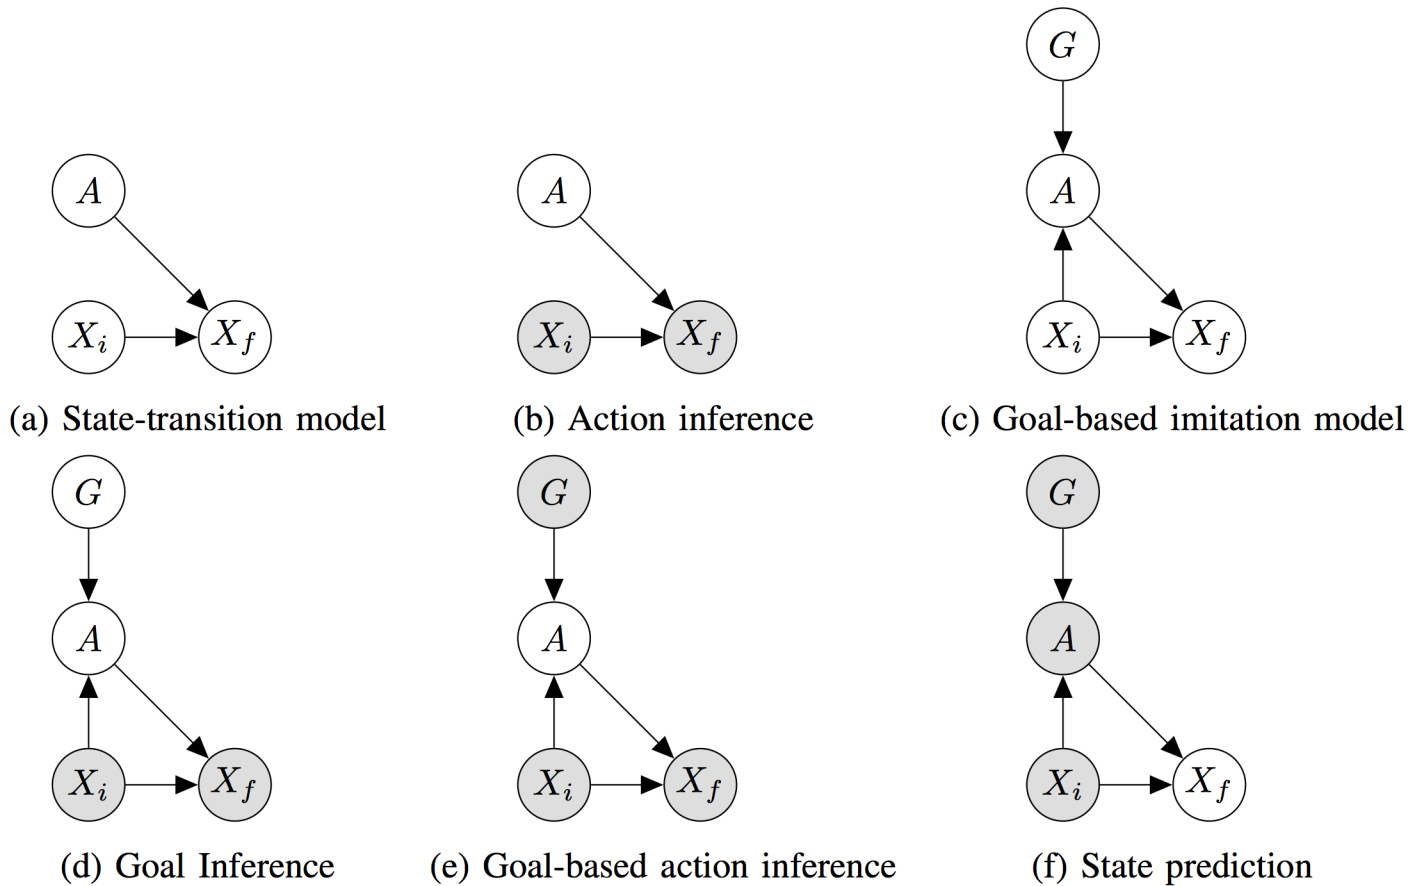 G
A
A
A
X_i
X_f
X_i
X_f
X_i
X_f
(a) State-transition model
(b) Action inference
(c) Goal-based imitation model
G
G
G
A
A
A
X_i
X_f
X_i
X_f
X_i
X_f
(d) Goal Inference
(e) Goal-based action inference
(f) State prediction